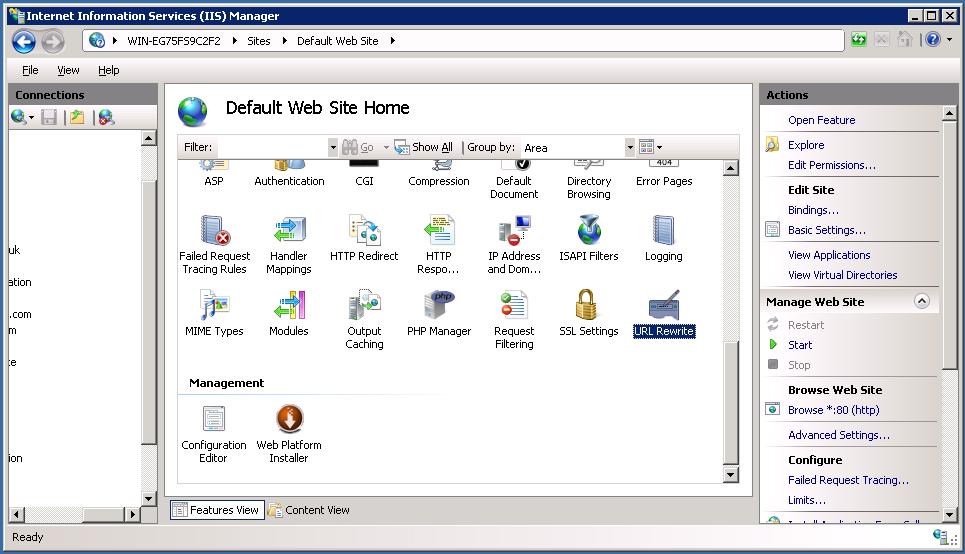 Internet Information Services (IIS) Manager
WIN-EG75FS9C2F2
Sites
Default Web Site
File
View
Help
Connections
uk
ation
.com
m
te
ion
Default Web Site Home
Filter:
Go
Show All
Group by:
Area
ASP
Authentication
CGI
Compression
Default
Document
Directory
Browsing
404
Error Pages
Failed Request
Tracing Rules
Handler
Mappings
HTTP Redirect
HTTP
Respo...
IP Address
and Dom...
ISAPI Filters
Logging
MIME Types
Modules
Output
Caching
php
PHP Manager
Request
Filtering
SSL Settings
URL Rewrite
Management
Configuration
Editor
Web Platform
Installer
Features View
Content View
Actions
Open Feature
Explore
Edit Permissions...
Edit Site
Bindings...
Basic Settings...
View Applications
View Virtual Directories
Manage Web Site
Restart
Start
Stop
Browse Web Site
Browse *:80 (http)
Advanced Settings...
Configure
Failed Request Tracing...
Limits...
Ready